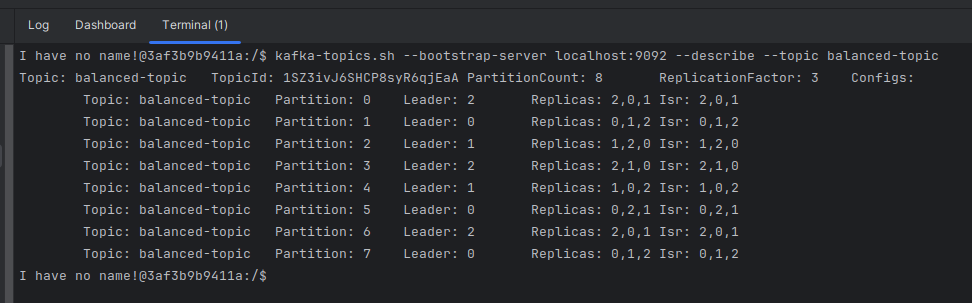 Log Dashboard Terminal (1)
I have no name!@3af3b9b9411a:/$ kafka-topics.sh --bootstrap-server localhost:9092 --describe --topic balanced-topic
Topic: balanced-topic TopicId: 1SZ3ivJ6SHCP8syR6qjEaA PartitionCount: 8 ReplicationFactor: 3 Configs:
Topic: balanced-topic Partition: 0 Leader: 2 Replicas: 2,0,1 Isr: 2,0,1
Topic: balanced-topic Partition: 1 Leader: 0 Replicas: 0,1,2 Isr: 0,1,2
Topic: balanced-topic Partition: 2 Leader: 1 Replicas: 1,2,0 Isr: 1,2,0
Topic: balanced-topic Partition: 3 Leader: 2 Replicas: 2,1,0 Isr: 2,1,0
Topic: balanced-topic Partition: 4 Leader: 1 Replicas: 1,0,2 Isr: 1,0,2
Topic: balanced-topic Partition: 5 Leader: 0 Replicas: 0,2,1 Isr: 0,2,1
Topic: balanced-topic Partition: 6 Leader: 2 Replicas: 2,0,1 Isr: 2,0,1
Topic: balanced-topic Partition: 7 Leader: 0 Replicas: 0,1,2 Isr: 0,1,2
I have no name!@3af3b9b9411a:/$